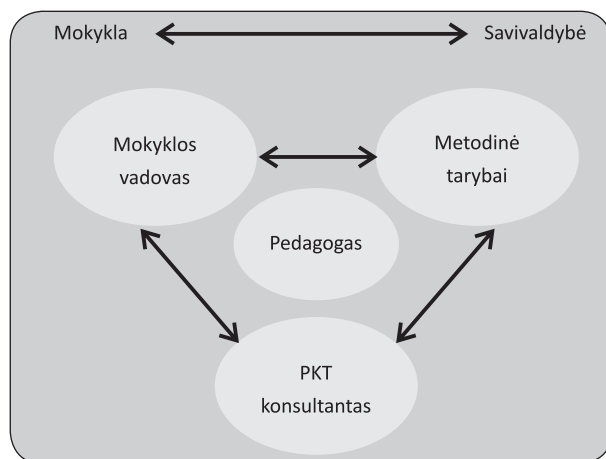 Mokykla
Savivaldybė
Mokyklos
vadovas
Metodinė
tarybai
Pedagogas
PKT
konsultantas